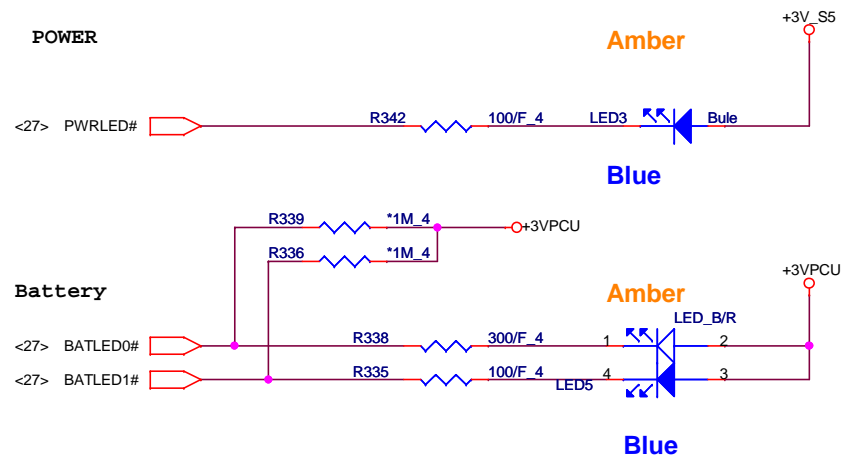 +3V_S5
POWER Amber
<27> PWRLED# R342 100/F_4 LED3 Bule
Blue
R339 *1M_4 +3VPCU
R336 *1M_4
+3VPCU
Battery Amber
LED_B/R
<27> BATLED0# R338 300/F_4 1 2
<27> BATLED1# R335 100/F_4 4 3
LED5
Blue